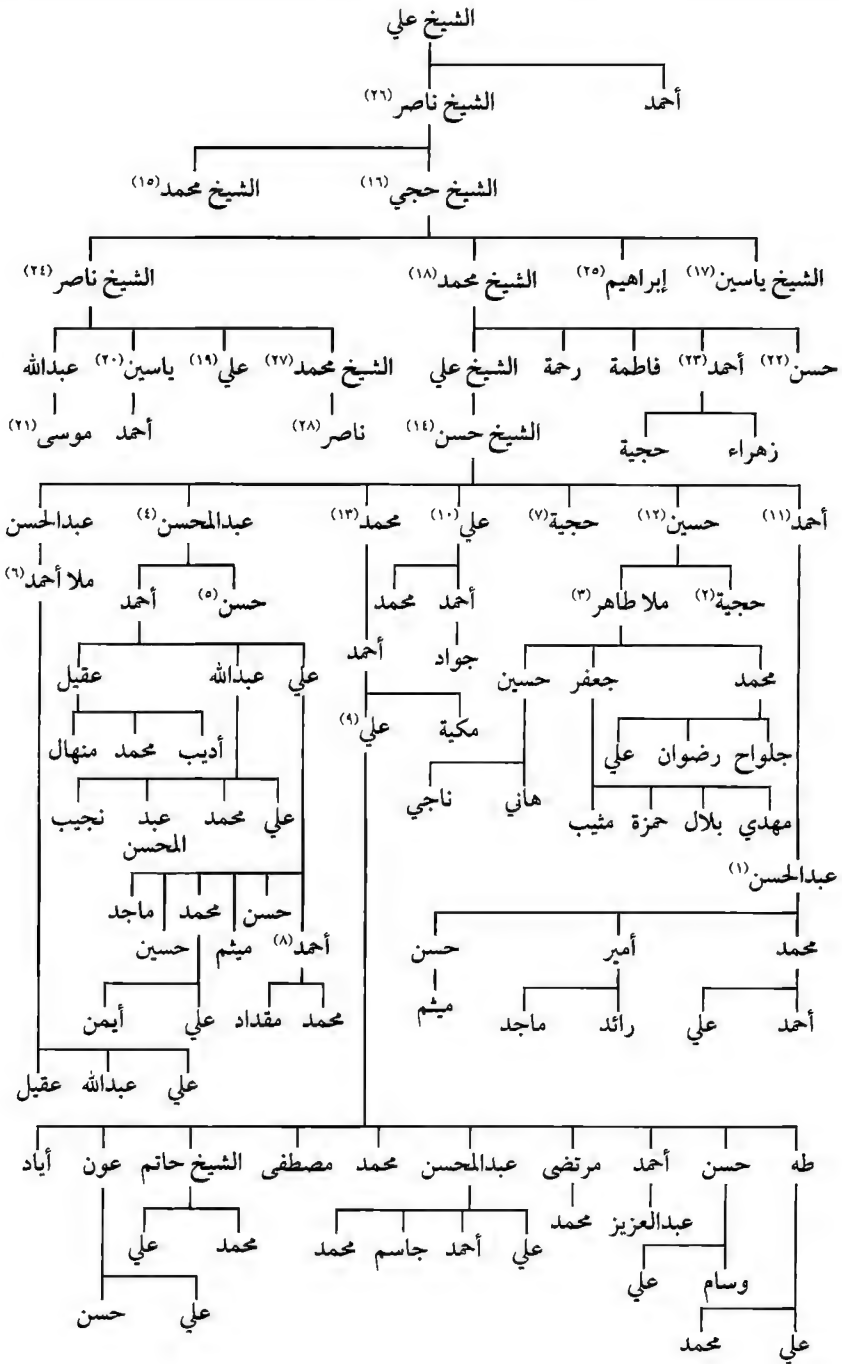 الشيخ علي
أحمد الشيخ ناصر (٢٦)
الشيخ حجي (١٦) الشيخ محمد (١٥)
الشيخ ياسين (١٧) إبراهيم (٢٥) الشيخ محمد (١٨) الشيخ ناصر (٢٤)
حسن (٢٢) أحمد (٢٣) فاطمة رحمة الشيخ علي الشيخ محمد (٢٧) علي (١٩) ياسين (٢٠) عبدالله
زهراء حجية الشيخ حسن (١٤) ناصر (٢٨) أحمد موسى (٢١)
أحمد (١١) حسين (١٢) حجية (٧) علي (١٠) محمد (١٣) عبدالمحسن (٤) عبدالحسن
حجية (٢) ملا طاهر (٣) أحمد محمد حسن (٥) أحمد ملا أحمد (٦)
محمد جعفر حسين جواد أحمد علي عبدالله عقيل
جلواح رضوان علي مكية علي (٩) أديب محمد منهال
هاني ناجي
مهدي بلال حمزة مثيب علي محمد عبد نجيب
المحسن
عبدالحسن (١) حسن محمد ماجد
محمد أمير حسن أحمد (٨) ميثم حسين
أحمد علي رائد ماجد ميثم محمد مقداد علي أيمن
علي عبدالله عقيل
طه حسن أحمد مرتضى عبدالمحسن محمد مصطفى الشيخ حاتم عون أياد
عبدالعزيز محمد علي أحمد جاسم محمد محمد علي
وسام علي علي حسن
علي محمد